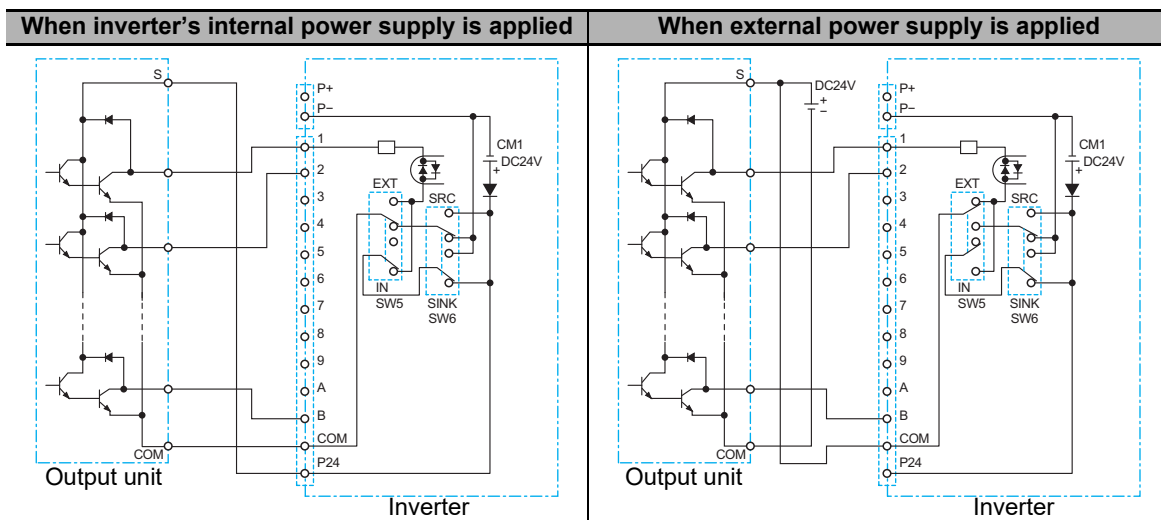 When inverter's internal power supply is applied
When external power supply is applied
S
P+
P−
1
2
3
4
5
6
7
8
9
A
B
COM
P24
CM1
DC24V
+
EXT
SRC
IN
SW5
SINK
SW6
COM
Output unit
Inverter
S
DC24V
+
−
P+
P−
1
2
3
4
5
6
7
8
9
A
B
COM
P24
CM1
DC24V
+
EXT
SRC
IN
SW5
SINK
SW6
COM
Output unit
Inverter